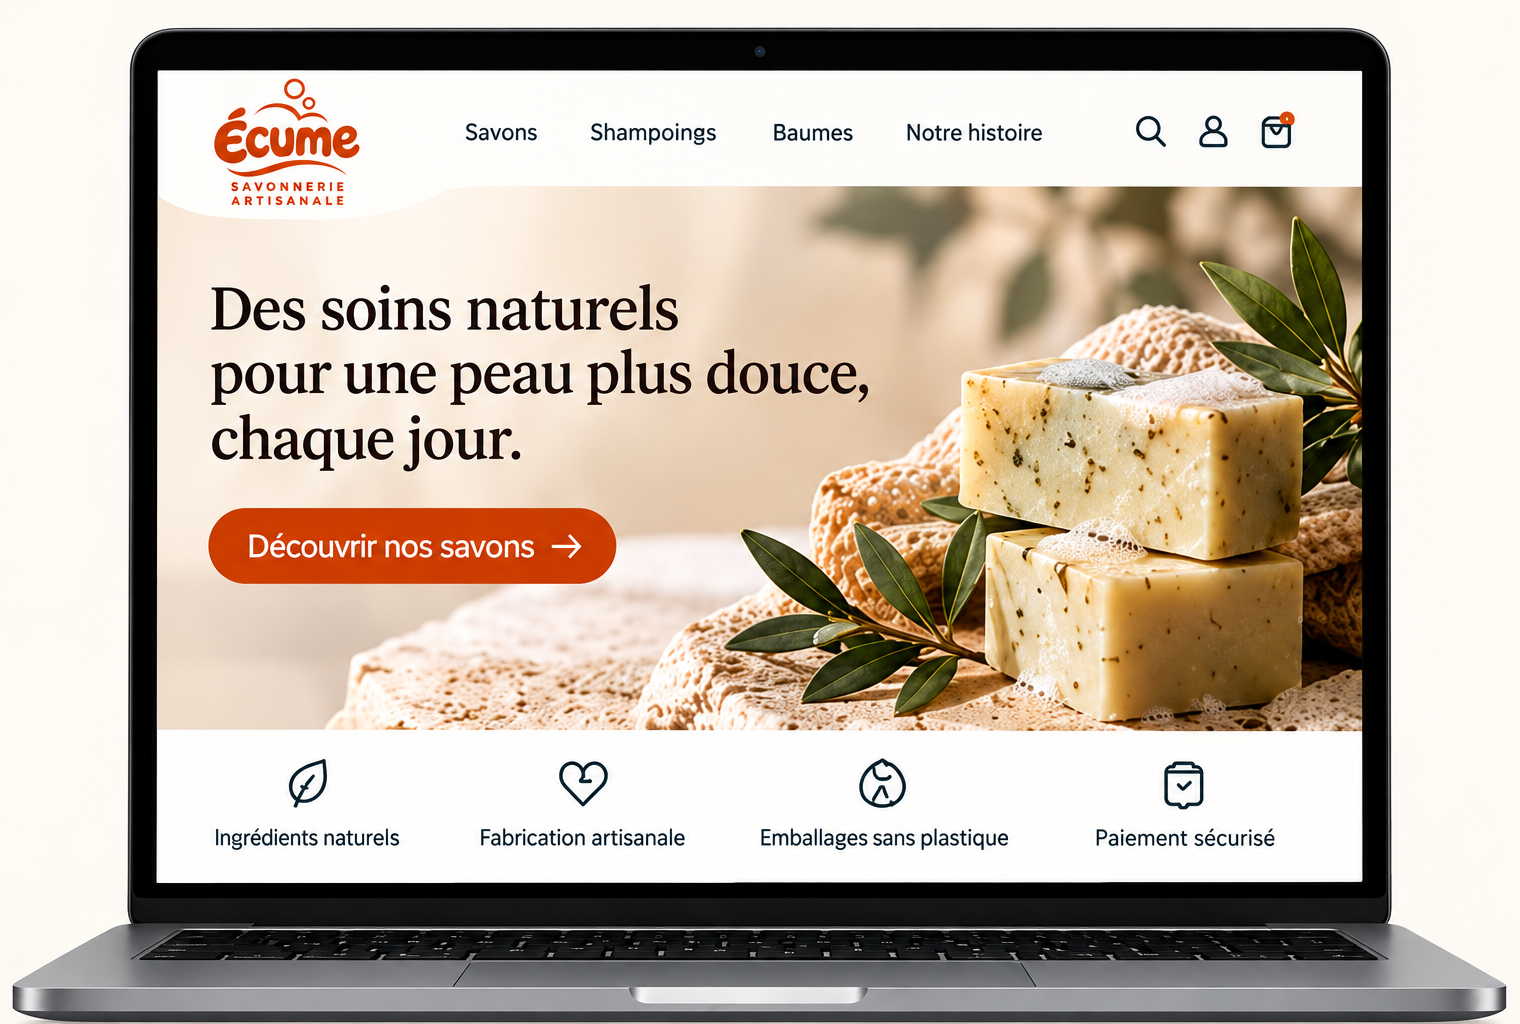 Écume
SAVONNERIE
ARTISANALE
Savons
Shampoings
Baumes
Notre histoire
Des soins naturels
pour une peau plus douce,
chaque jour.
Découvrir nos savons →
Ingrédients naturels
Fabrication artisanale
Emballages sans plastique
Paiement sécurisé